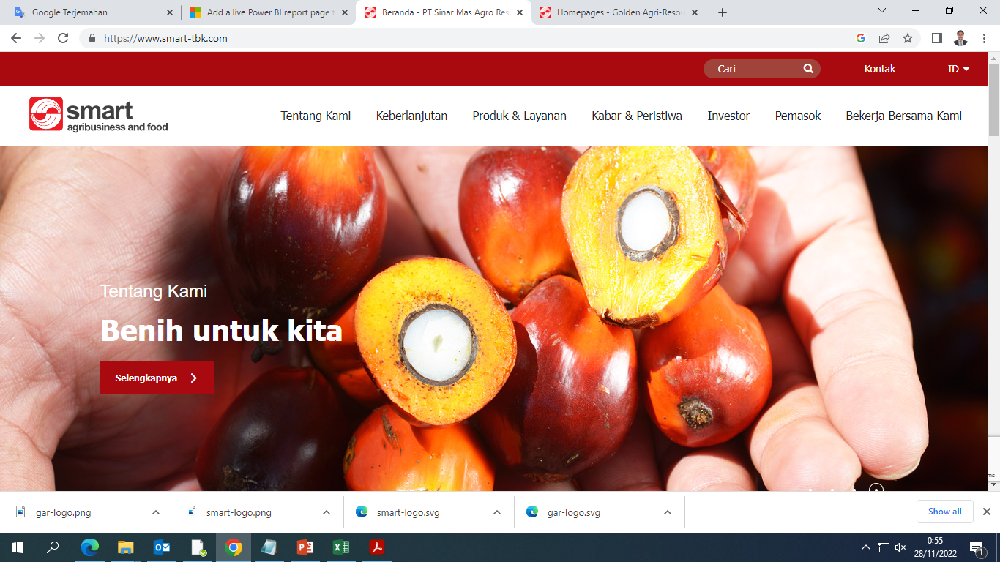 Google Terjemahan
Add a live Power BI report page t
Beranda - PT Sinar Mas Agro Res
Homepages - Golden Agri-Resou
https://www.smart-tbk.com
Cari
Kontak
ID
smart
agribusiness and food
Tentang Kami
Keberlanjutan
Produk & Layanan
Kabar & Peristiwa
Investor
Pemasok
Bekerja Bersama Kami
Tentang Kami
Benih untuk kita
Selengkapnya
ms
gar-logo.png
smart-logo.png
smart-logo.svg
gar-logo.svg
Show all
0:55
28/11/2022
1